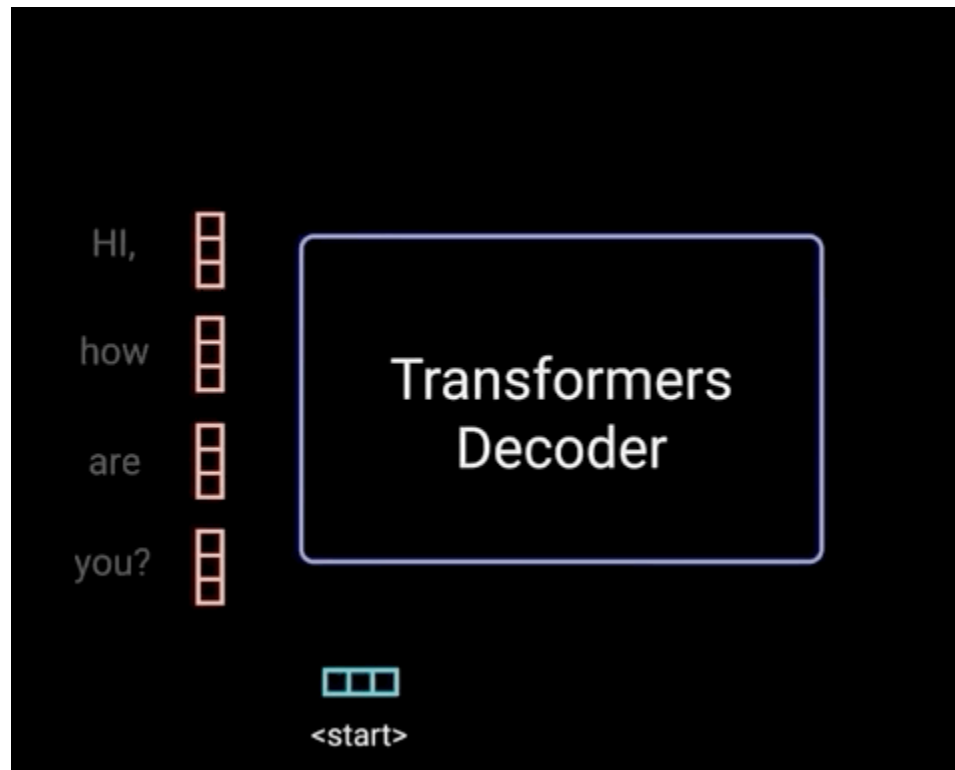 HI,
how
are
you?
Transformers
Decoder
<start>